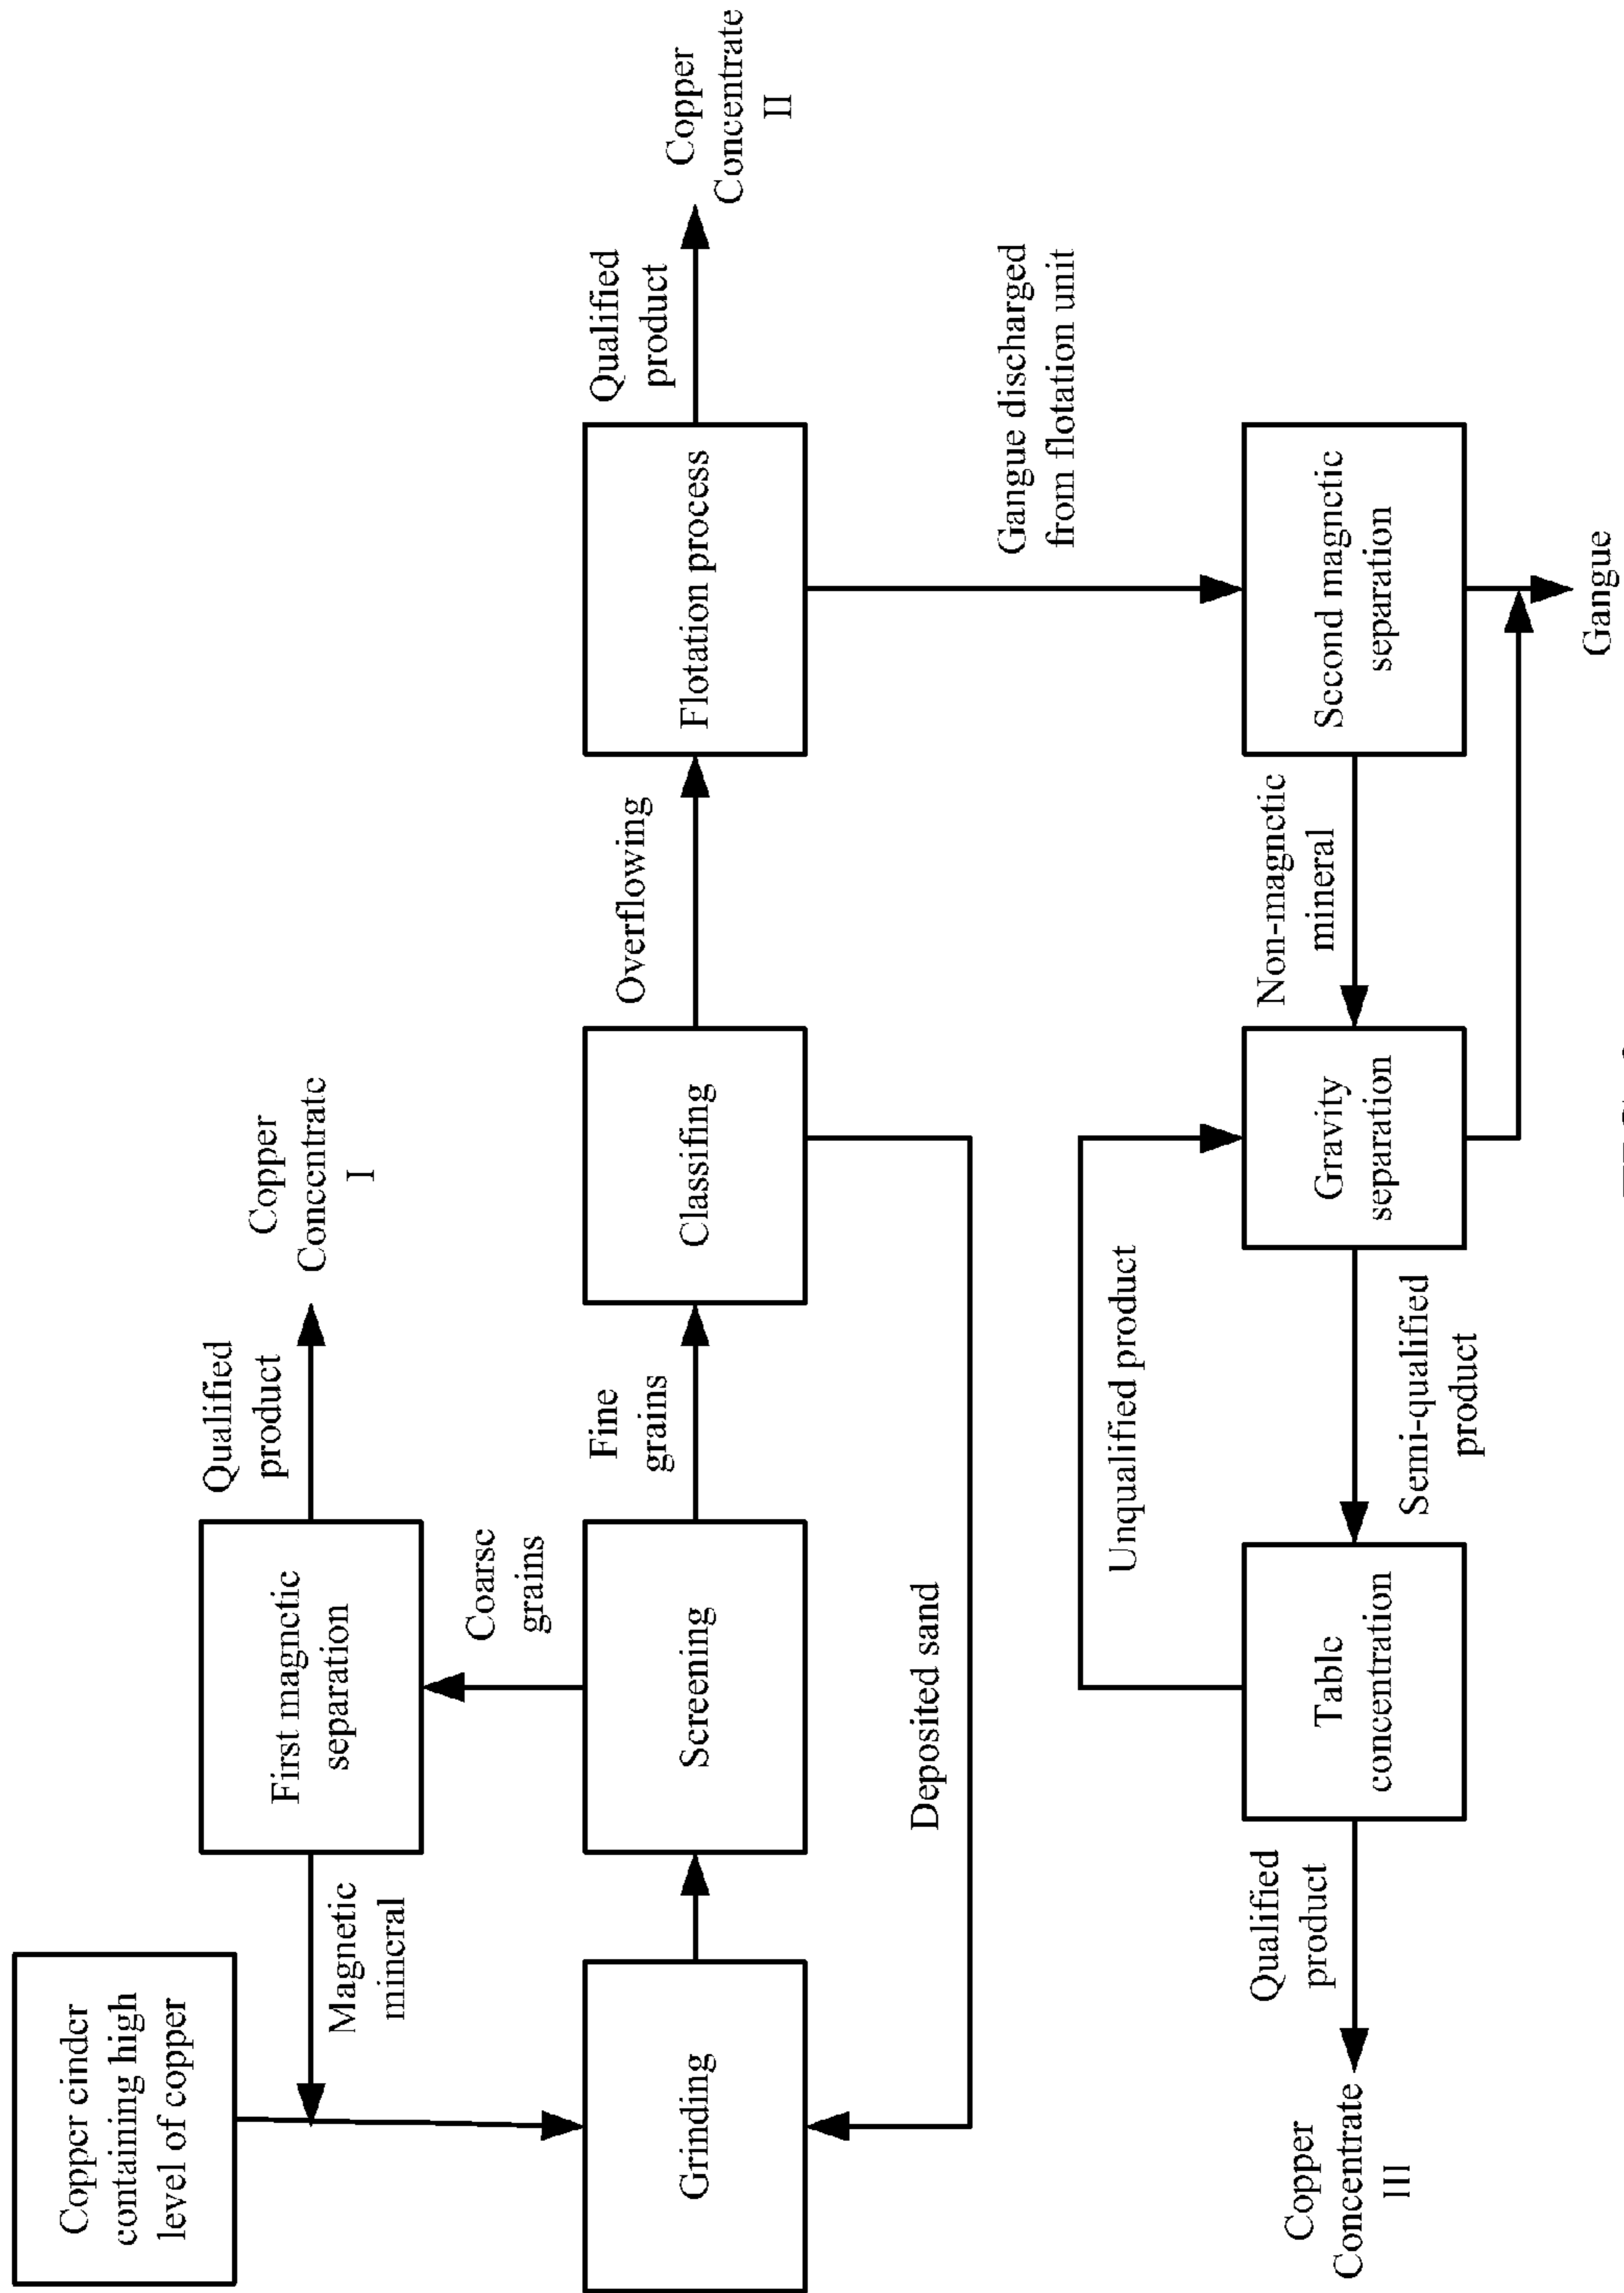 Copper cinder
containing high
level of copper
Magnetic
mineral
First magnetic
separation
Qualified
product
Copper
Concentrate
I
Coarse
grains
Grinding
Screening
Fine
grains
Classifing
Overflowing
Flotation process
Qualified
product
Copper
Concentrate
II
Deposited sand
Gangue discharged
from flotation unit
Unqualified product
Copper
Concentrate
III
Qualified
product
Table
concentration
Semi-qualified
product
Gravity
separation
Non-magnetic
mineral
Second magnetic
separation
Gangue